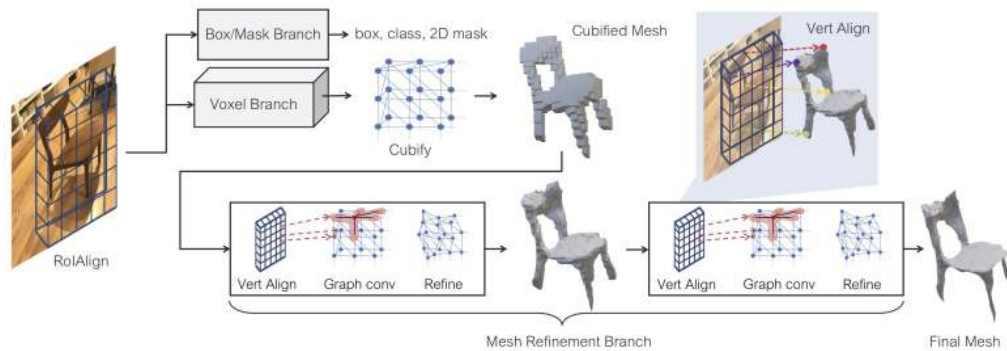 Box/Mask Branch
box, class, 2D mask
Cubified Mesh
Vert Align
Voxel Branch
Cubify
RoIAlign
Vert Align
Graph conv
Refine
Vert Align
Graph conv
Refine
Mesh Refinement Branch
Final Mesh